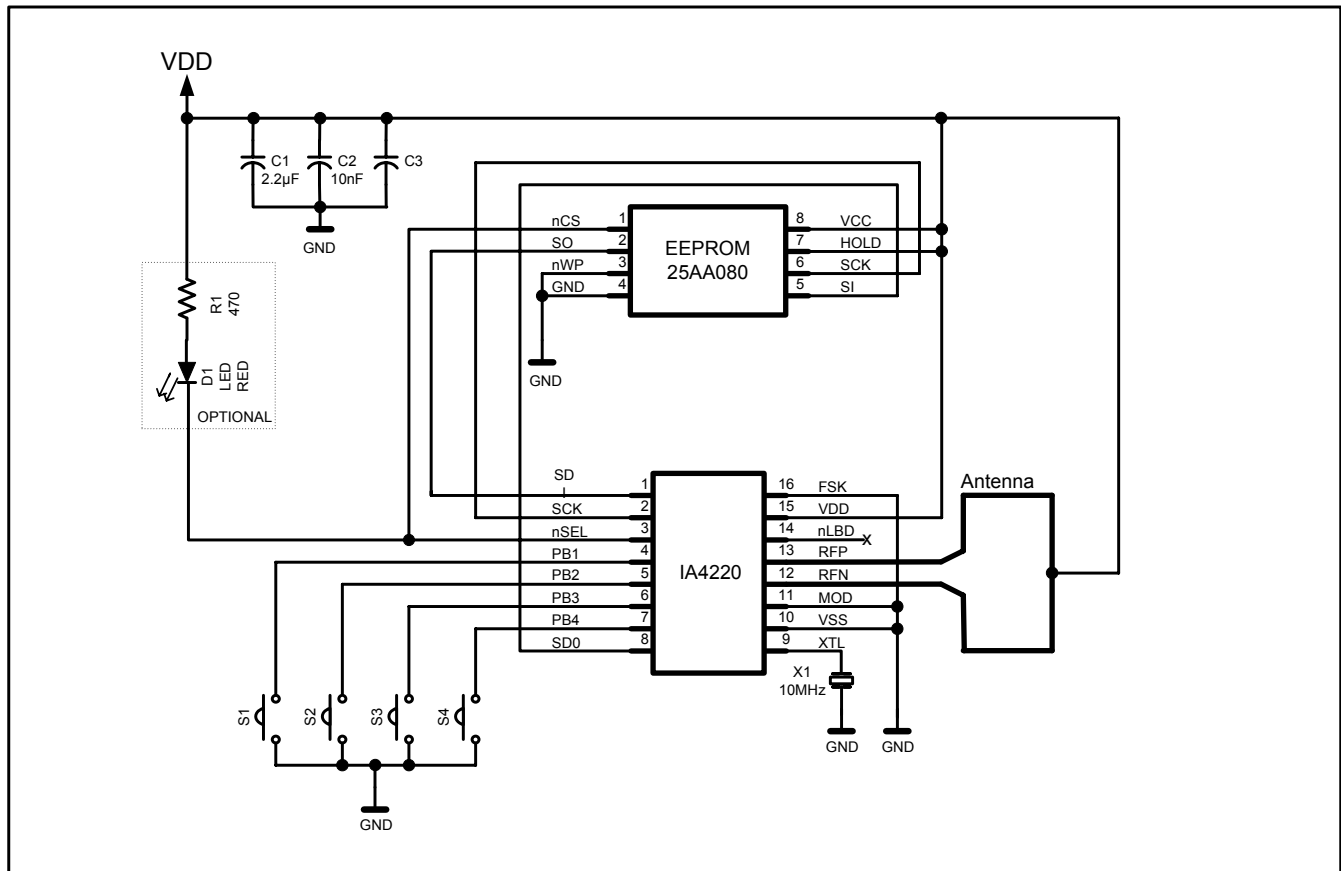 VDD
C1
2.2µF
C2
10nF
C3
GND
R1
470
D1
LED
RED
OPTIONAL
nCS
SO
nWP
GND
1
2
3
4
EEPROM
25AA080
8
7
6
5
VCC
HOLD
SCK
SI
GND
SD
SCK
nSEL
PB1
PB2
PB3
PB4
SD0
1
2
3
4
5
6
7
8
IA4220
16
15
14
13
12
11
10
9
FSK
VDD
nLBD
x
RFP
RFN
MOD
VSS
XTL
Antenna
X1
10MHz
GND
GND
S1
S2
S3
S4
GND